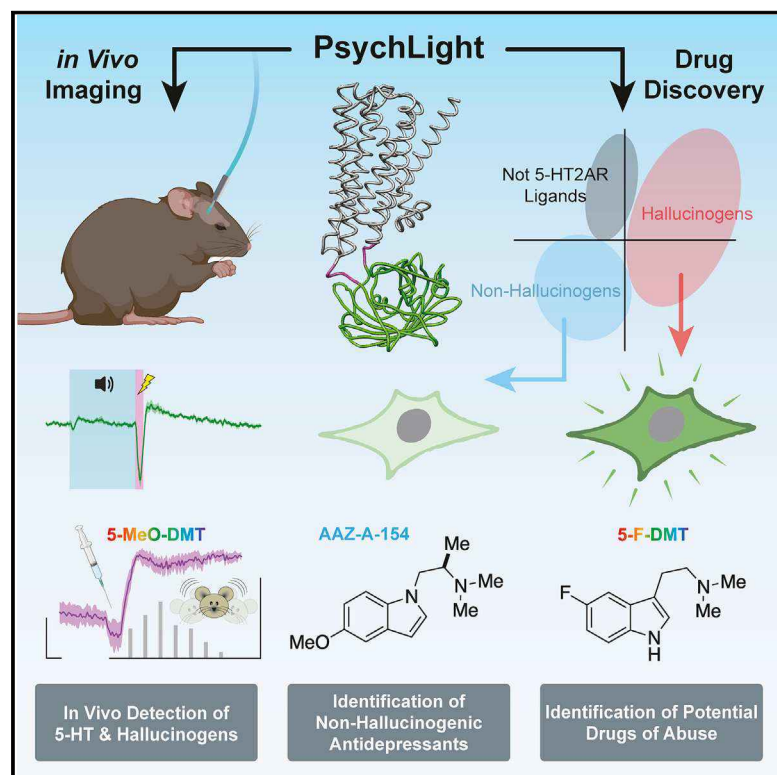 in Vivo
Imaging
PsychLight
Drug
Discovery
Not 5-HT2AR
Ligands
Hallucinogens
Non-Hallucinogens
5-MeO-DMT
AAZ-A-154
Me
N
Me
Me
N
MeO
5-F-DMT
F
N
Me
Me
N
H
In Vivo Detection of
5-HT & Hallucinogens
Identification of
Non-Hallucinogenic
Antidepressants
Identification of Potential
Drugs of Abuse